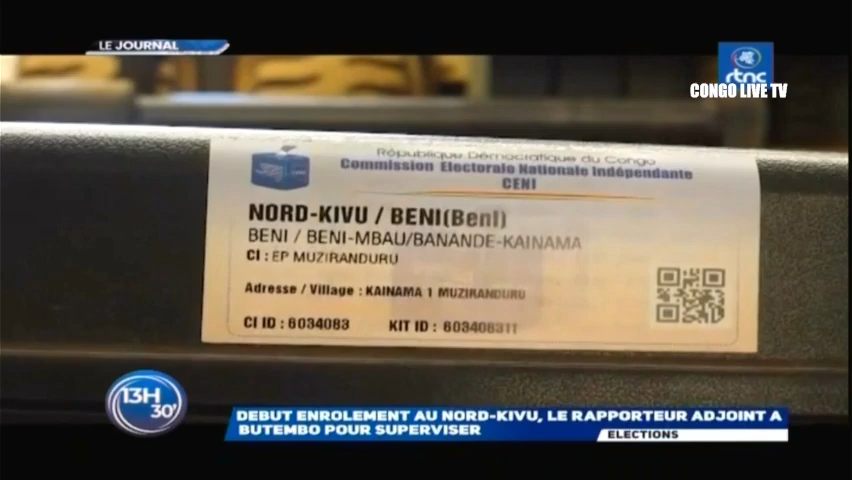 LE JOURNAL
rtnc
CONGO LIVE TV
République Démocratique du Congo
Commission Electorale Nationale Indépendante
CENI
NORD-KIVU / BENI(BenI)
BENI / BENI-MBAU/BANANDE-KAINAMA
CI : EP MUZIRANDURU
Adresse / Village : KAINAMA 1 MUZIRANDURU
CI ID : 6034083 KIT ID : 603408311
13H
30'
DEBUT ENROLEMENT AU NORD-KIVU, LE RAPPORTEUR ADJOINT A
BUTEMBO POUR SUPERVISER
ELECTIONS